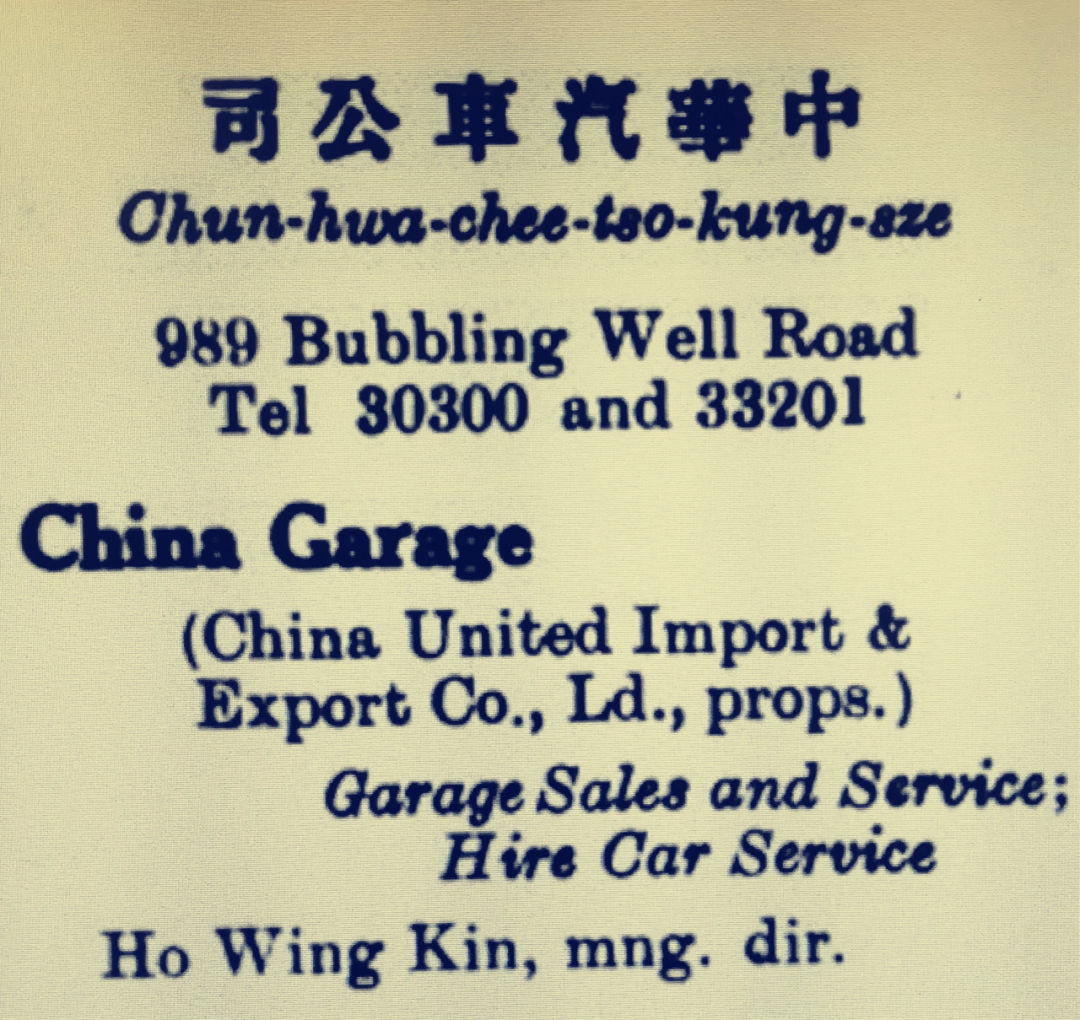 中華汽車公司
Chun-hwa-chee-tso-kung-sze
989 Bubbling Well Road
Tel 30300 and 33201
China Garage
(China United Import &
Export Co., Ld., props.)
Garage Sales and Service;
Hire Car Service
Ho Wing Kin, mng. dir.